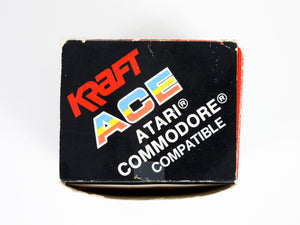 KRAFT
ACE
ATARI®
COMMODORE®
COMPATIBLE